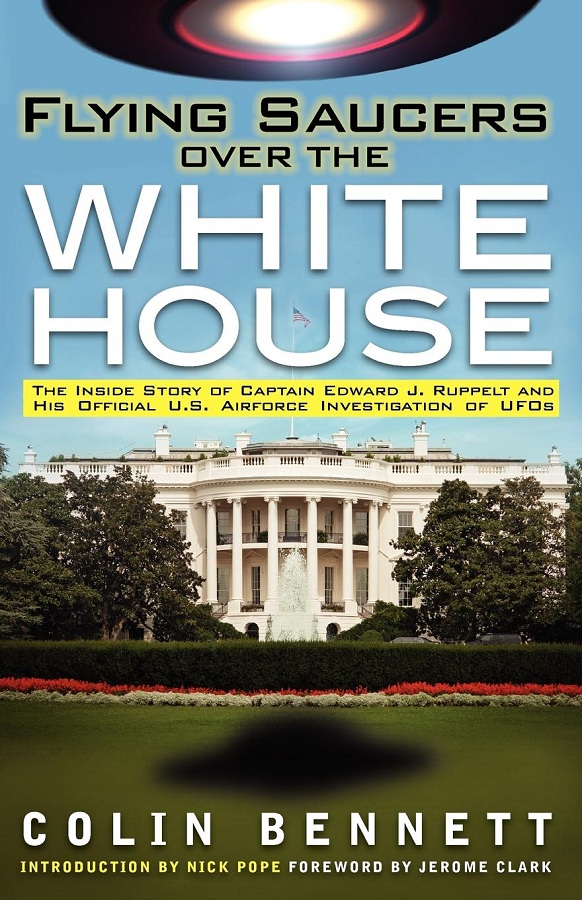 FLYING SAUCERS
OVER THE
WHITE
HOUSE
THE INSIDE STORY OF CAPTAIN EDWARD J. RUPPELT AND
HIS OFFICIAL U.S. AIRFORCE INVESTIGATION OF UFOS
COLIN BENNETT
INTRODUCTION BY NICK POPE FOREWORD BY JEROME CLARK